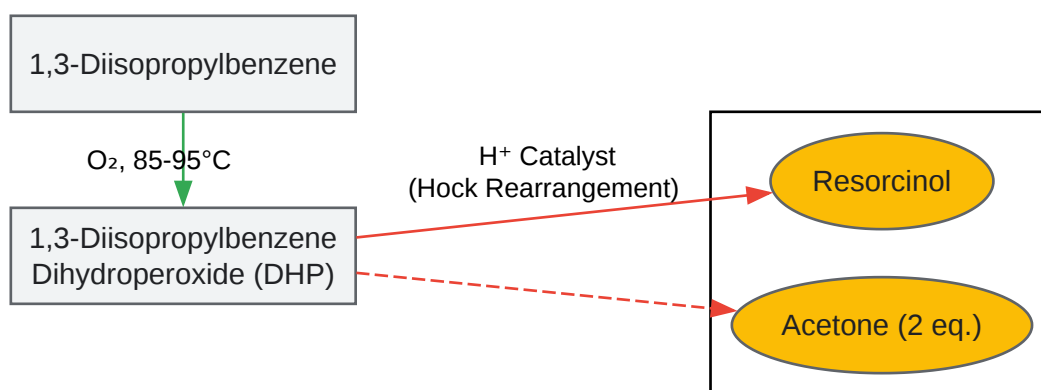 1,3-Diisopropylbenzene
O₂, 85-95°C
H⁺ Catalyst
(Hock Rearrangement)
Resorcinol
1,3-Diisopropylbenzene
Dihydroperoxide (DHP)
Acetone (2 eq.)